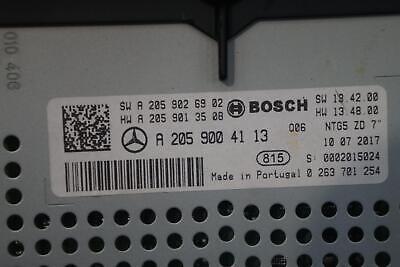 010 406
SW A 205 902 69 02
HW A 205 901 35 08
BOSCH
SW 18.42.00
HW 13.48.00
A 205 900 41 13
Q06
NTG5 ZD 7"
10 07 2017
815
S: 0002015024
Made in Portugal 0 263 701 254